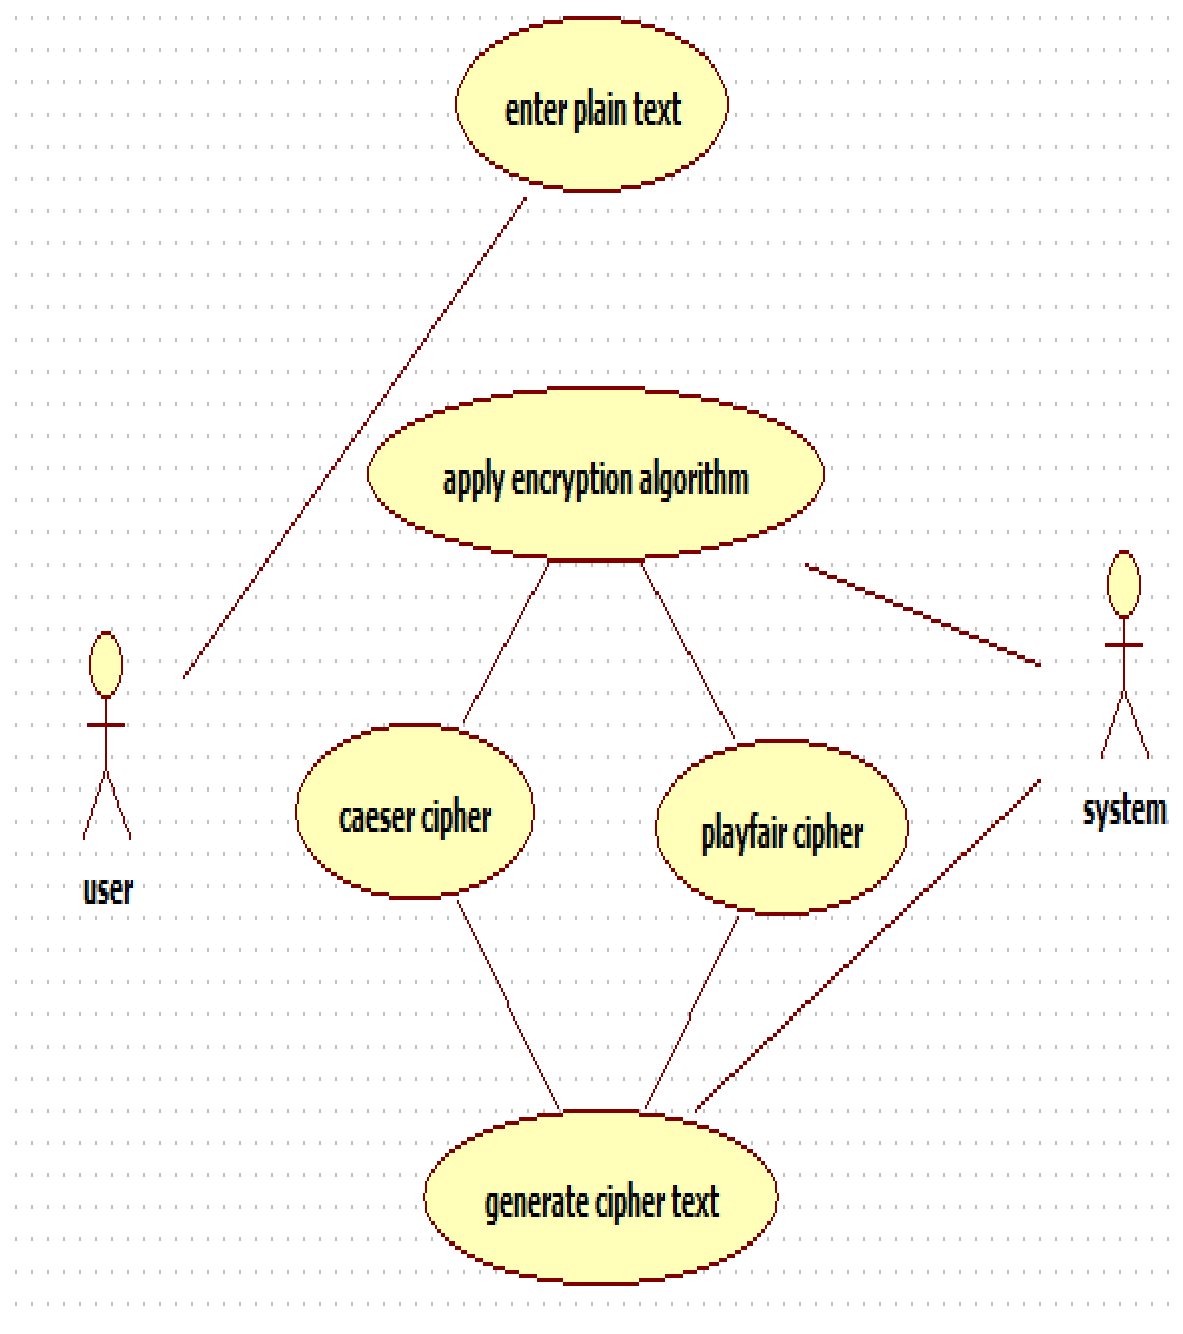 enter plain text
apply encryption algorithm
caeser cipher
playfair cipher
system
user
generate cipher text